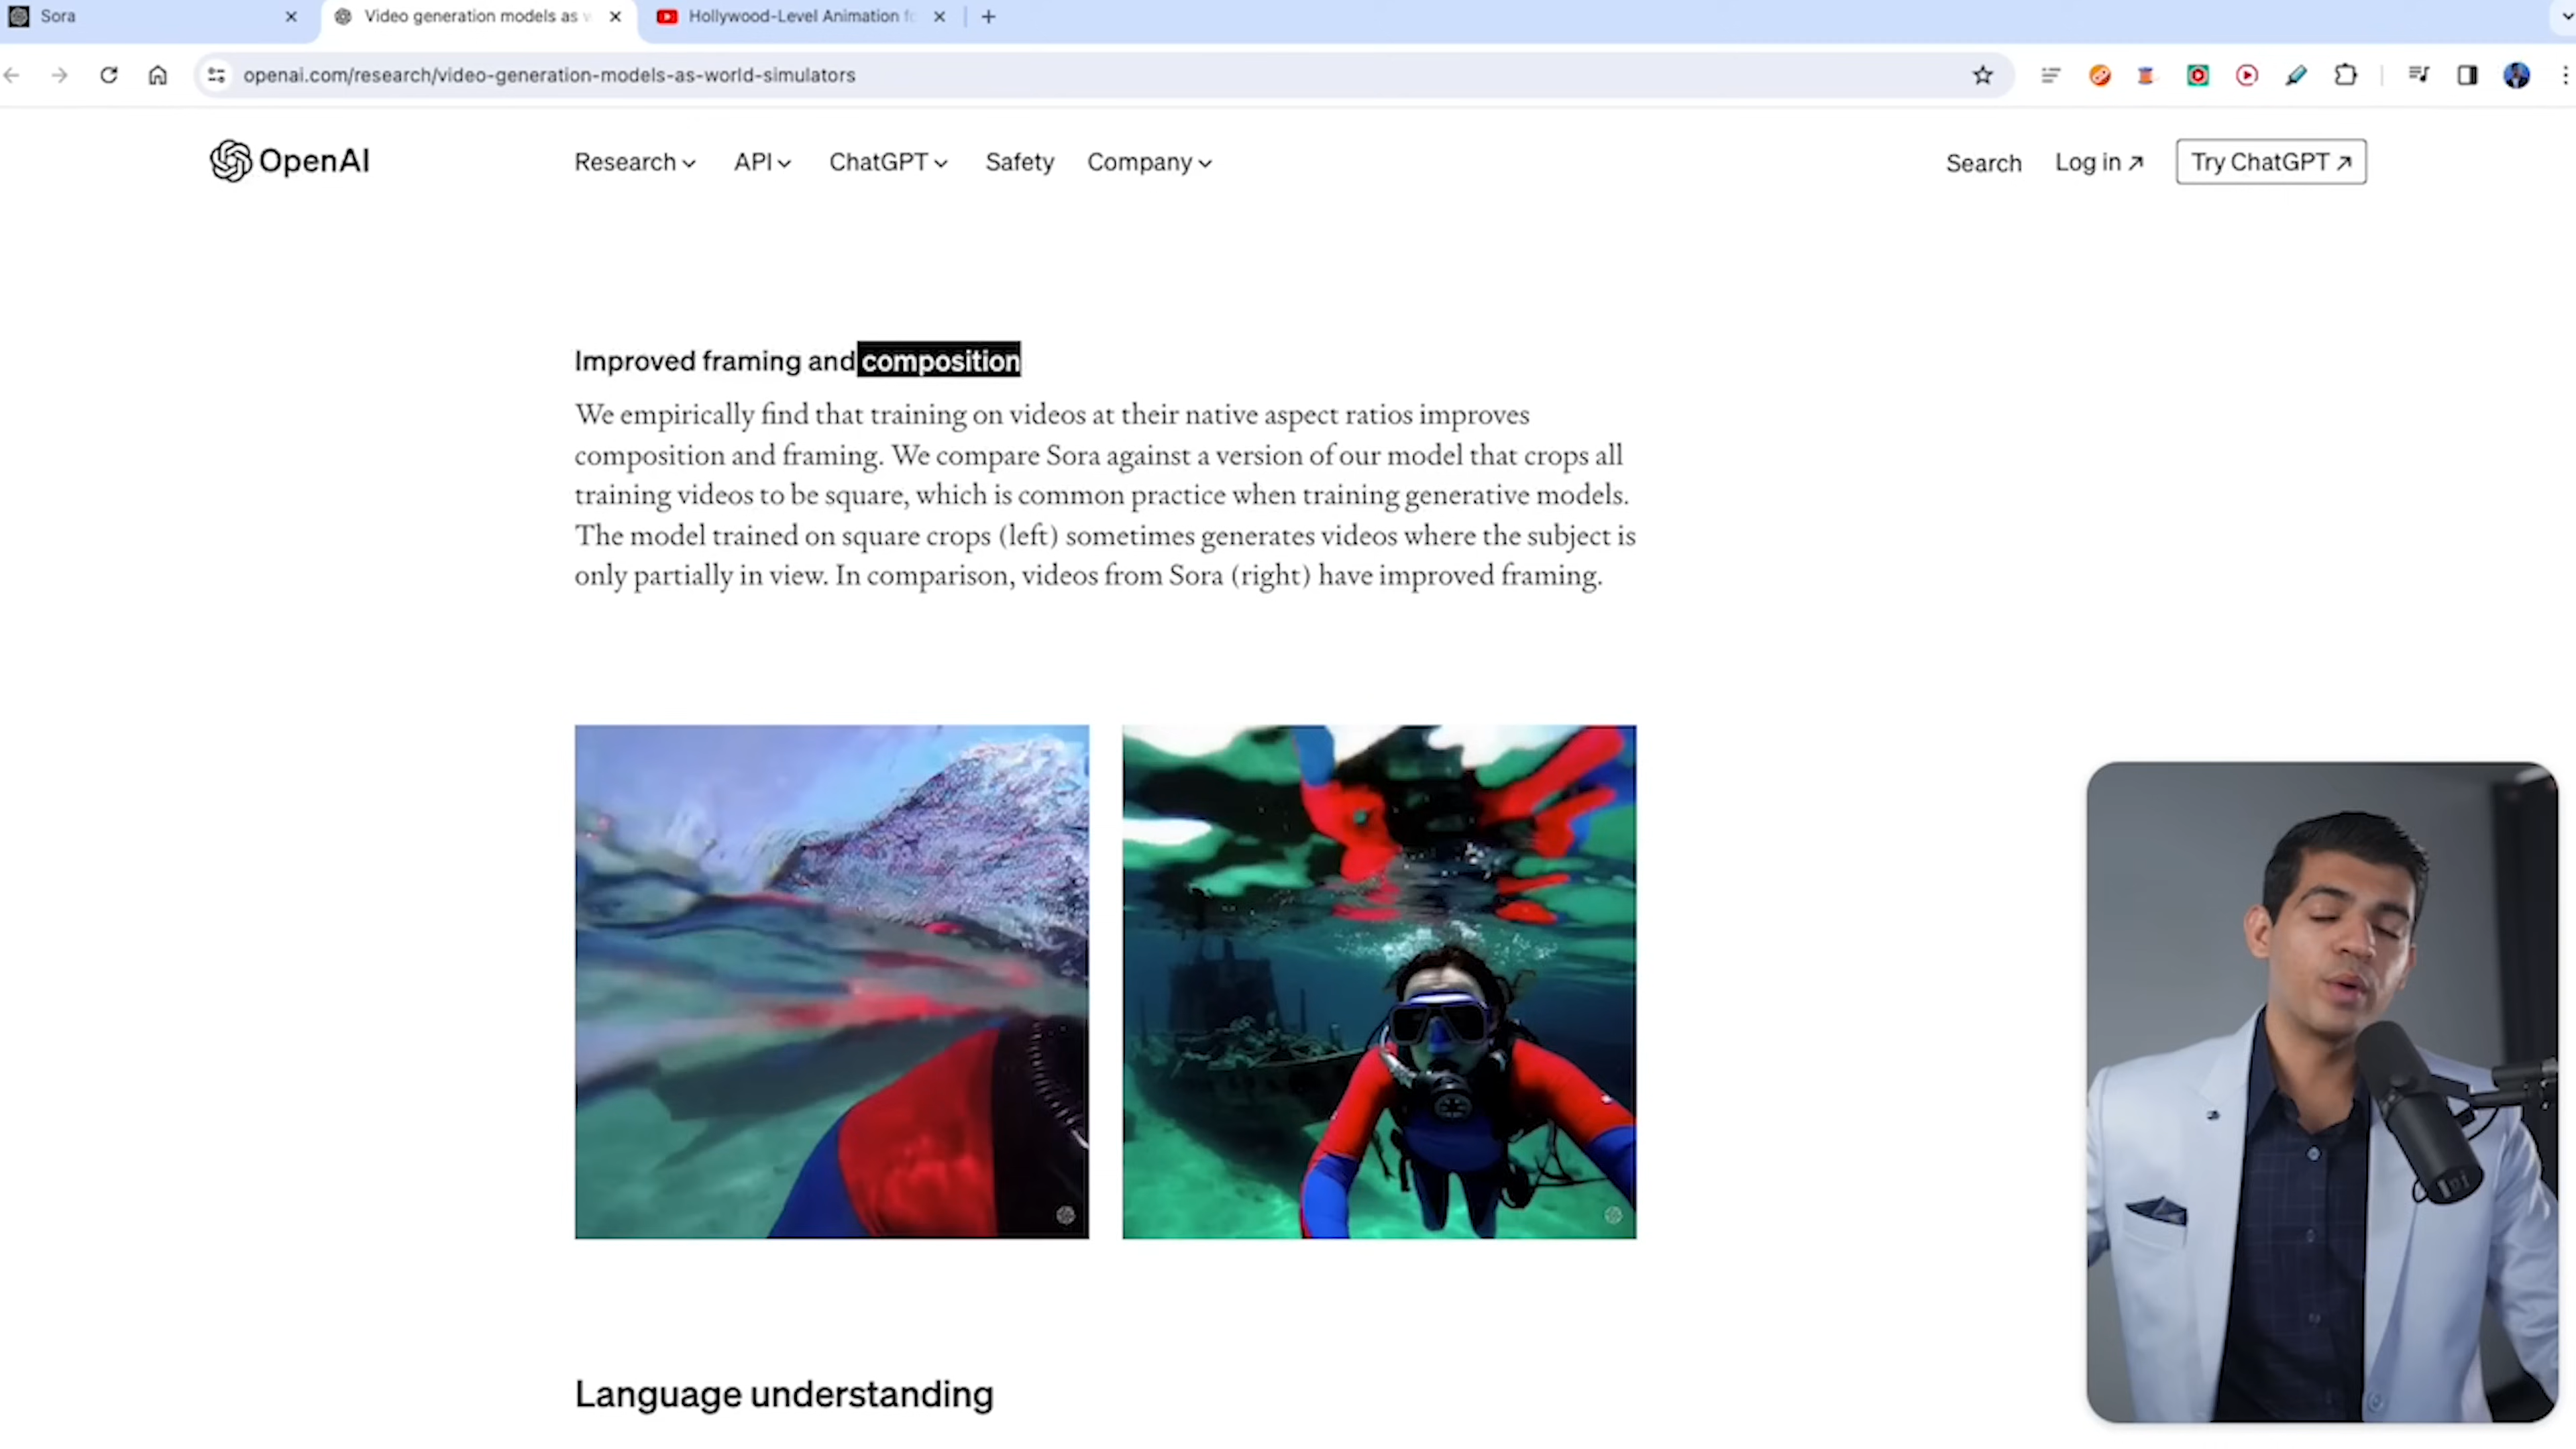 Sora
Video generation models as w
Hollywood-Level Animation fo
openai.com/research/video-generation-models-as-world-simulators
OpenAI
Research
API
ChatGPT
Safety
Company
Search
Log in
Try ChatGPT
Improved framing and composition
We empirically find that training on videos at their native aspect ratios improves
composition and framing. We compare Sora against a version of our model that crops all
training videos to be square, which is common practice when training generative models.
The model trained on square crops (left) sometimes generates videos where the subject is
only partially in view. In comparison, videos from Sora (right) have improved framing.
Language understanding